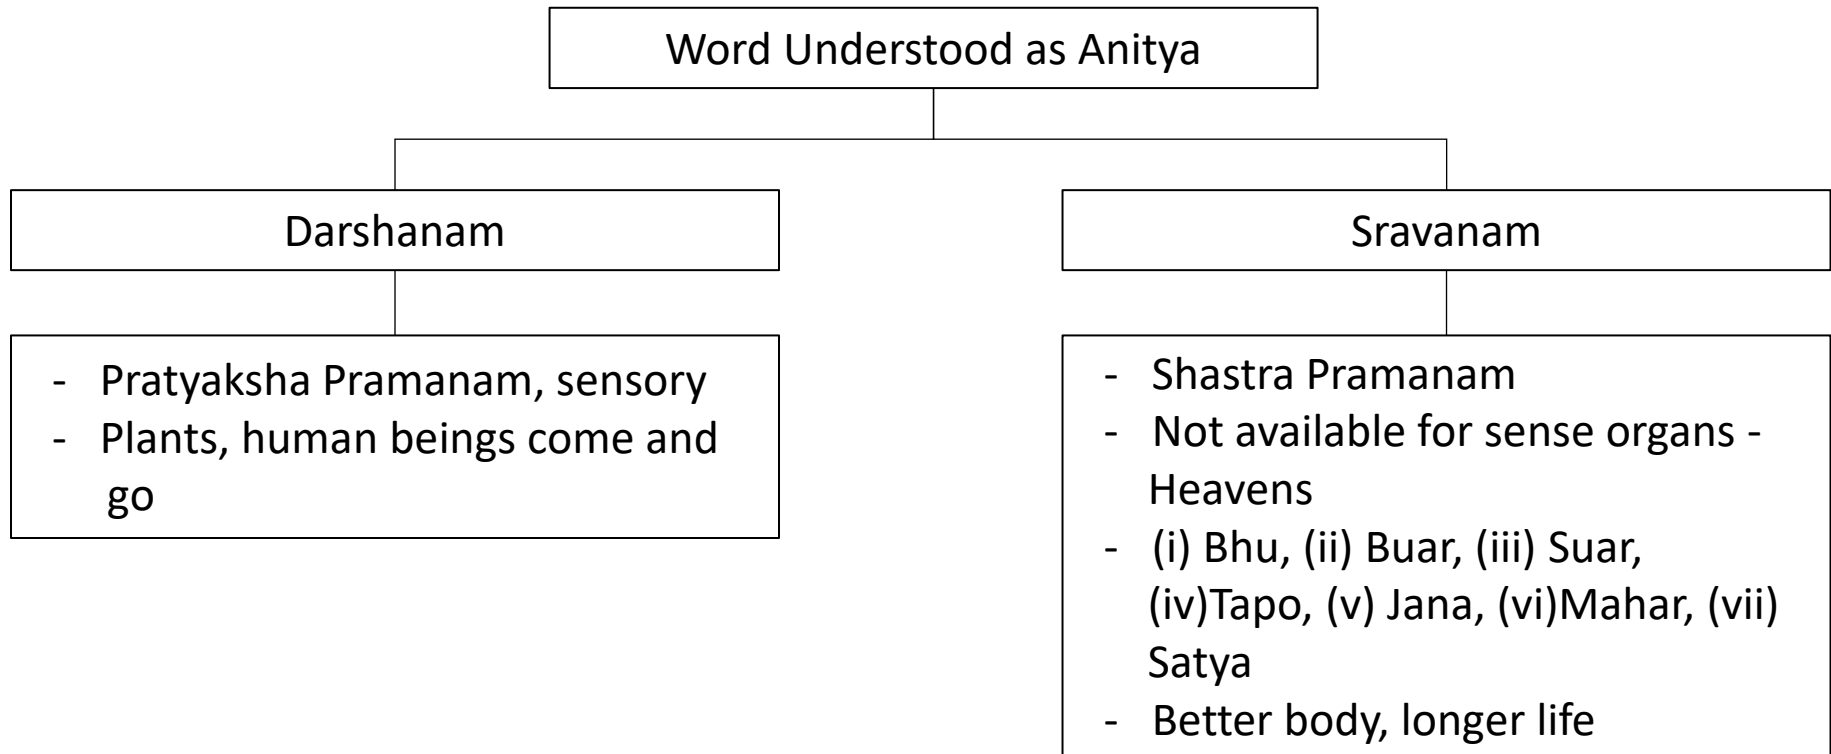 Word Understood as Anitya
Darshanam
Sravanam
- Pratyaksha Pramanam, sensory
- Plants, human beings come and
go
- Shastra Pramanam
- Not available for sense organs -
Heavens
- (i) Bhu, (ii) Buar, (iii) Suar,
(iv)Tapo, (v) Jana, (vi)Mahar, (vii)
Satya
- Better body, longer life